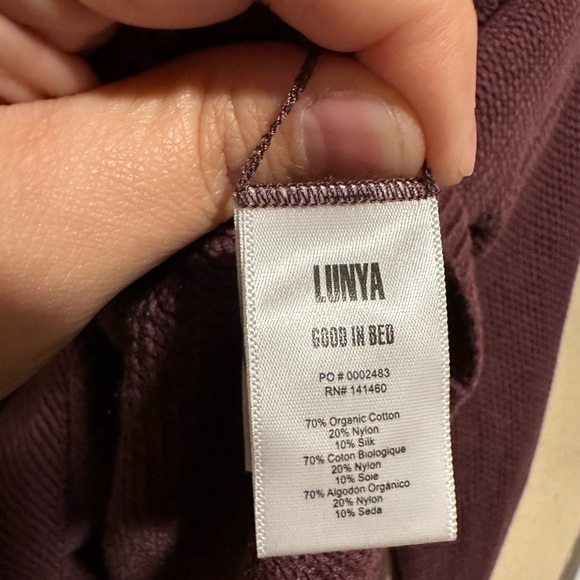 LUNYA
GOOD IN BED
PO # 0002483
RN# 141460
70% Organic Cotton
20% Nylon
10% Silk
70% Coton Biologique
20% Nylon
10% Soie
70% Algodón Orgánico
20% Nylon
10% Seda